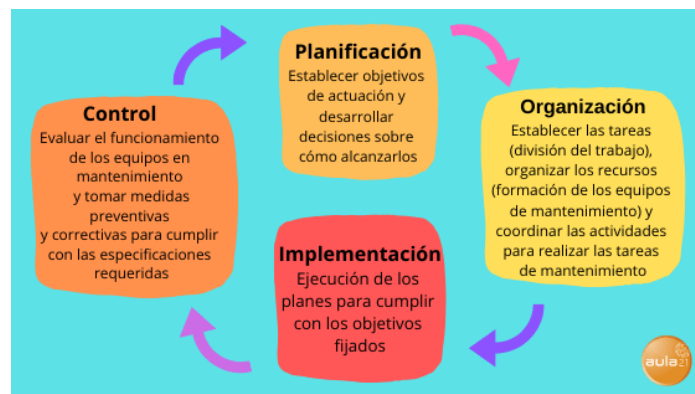 Planificación
Establecer objetivos
de actuación y
desarrollar
decisiones sobre
cómo alcanzarlos
Organización
Establecer las tareas
(división del trabajo),
organizar los recursos
(formación de los equipos
de mantenimiento) y
coordinar las actividades
para realizar las tareas
de mantenimiento
Implementación
Ejecución de los
planes para cumplir
con los objetivos
fijados
Control
Evaluar el funcionamiento
de los equipos en
mantenimiento
y tomar medidas
preventivas
y correctivas para cumplir
con las especificaciones
requeridas
aula21